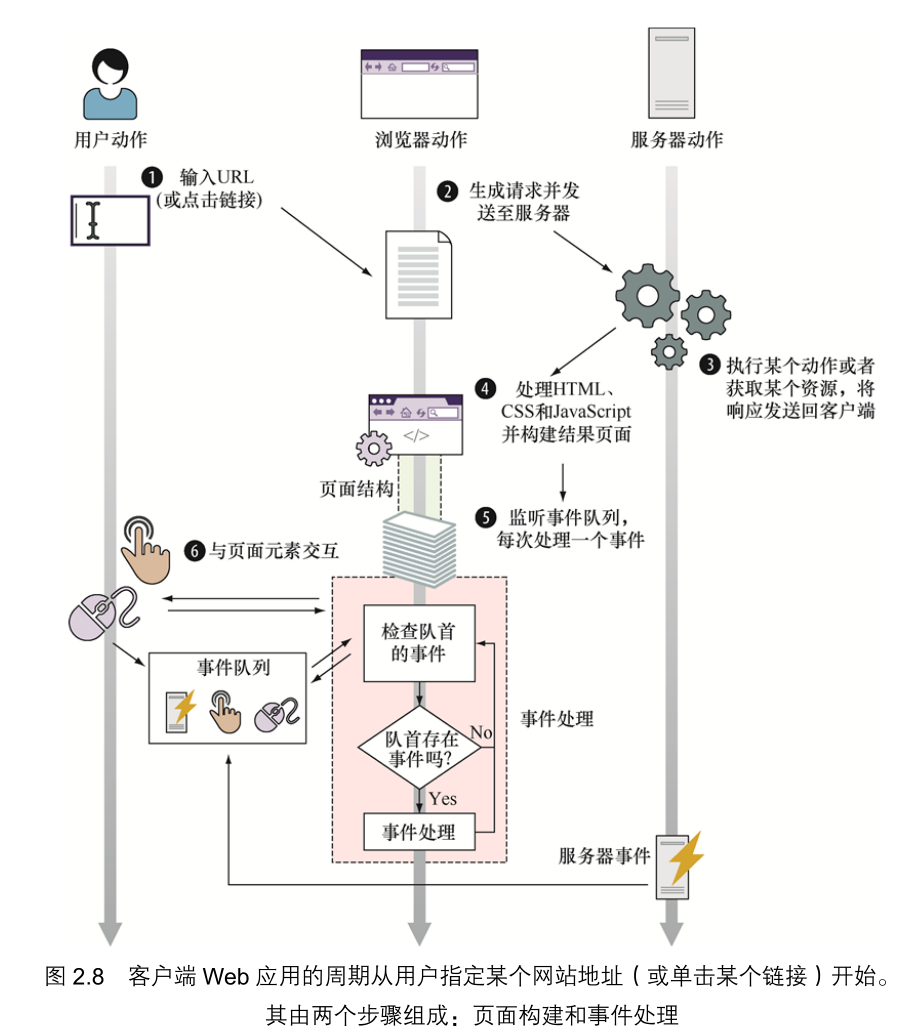 用户动作
浏览器动作
服务器动作
❶ 输入URL
(或点击链接)
❷ 生成请求并发
送至服务器
❸ 执行某个动作或者
获取某个资源，将
响应发送回客户端
❹ 处理HTML、
CSS和JavaScript
并构建结果页面
</>
页面结构
❺ 监听事件队列，
每次处理一个事件
❻ 与页面元素交互
检查队首
的事件
事件队列
队首存在
事件吗?
No
Yes
事件处理
事件处理
服务器事件
图 2.8 客户端 Web 应用的周期从用户指定某个网站地址（或单击某个链接）开始。
其由两个步骤组成：页面构建和事件处理